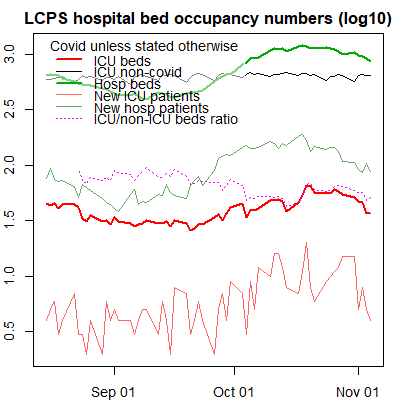 LCPS hospital bed occupancy numbers (log10)
Covid unless stated otherwise
ICU beds
ICU non-covid
Hosp beds
New ICU patients
New hosp patients
ICU/non-ICU beds ratio
3.0
2.5
2.0
1.5
1.0
0.5
Sep 01
Oct 01
Nov 01